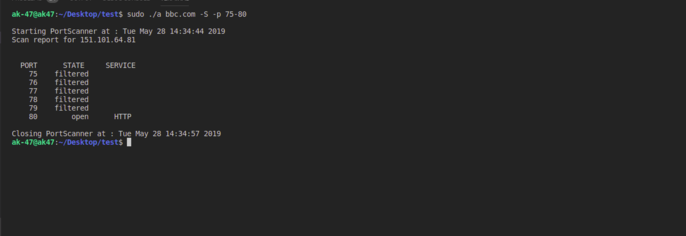 ak-47@ak47:~/Desktop/test$ sudo ./a bbc.com -S -p 75-80
Starting PortScanner at : Tue May 28 14:34:44 2019
Scan report for 151.101.64.81
PORT STATE SERVICE
75 filtered
76 filtered
77 filtered
78 filtered
79 filtered
80 open HTTP
Closing PortScanner at : Tue May 28 14:34:57 2019
ak-47@ak47:~/Desktop/test$